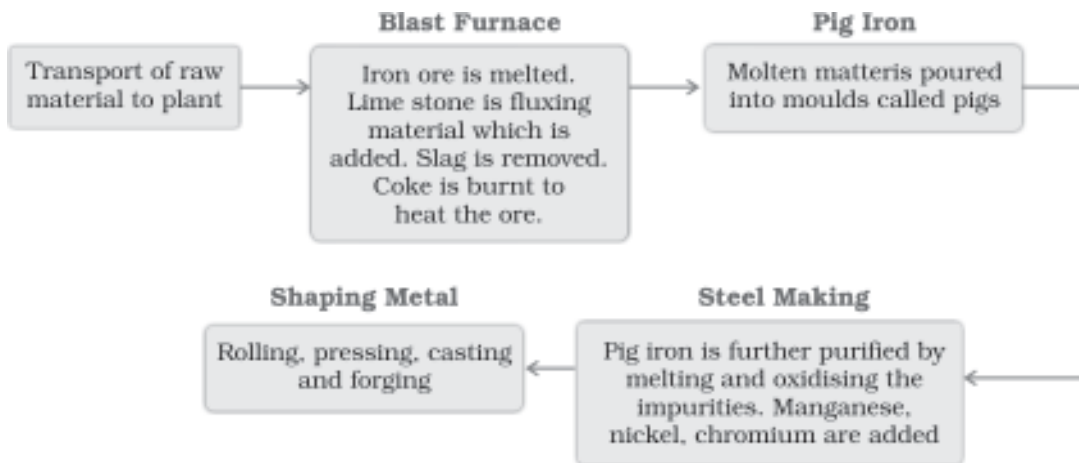 Blast Furnace
Pig Iron
Transport of raw
material to plant
Iron ore is melted.
Lime stone is fluxing
material which is
added. Slag is removed.
Coke is burnt to
heat the ore.
Molten matteris poured
into moulds called pigs
Shaping Metal
Steel Making
Rolling, pressing, casting
and forging
Pig iron is further purified by
melting and oxidising the
impurities. Manganese,
nickel, chromium are added